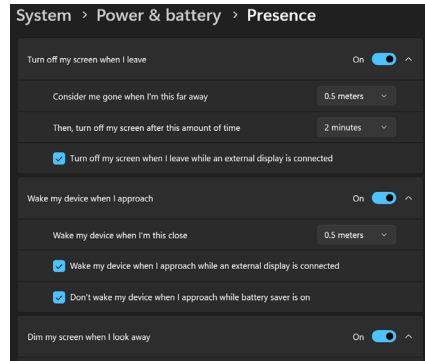 System > Power & battery > Presence
Turn off my screen when I leave On
Consider me gone when I'm this far away 0.5 meters
Then, turn off my screen after this amount of time 2 minutes
Turn off my screen when I leave while an external display is connected
Wake my device when I approach On
Wake my device when I'm this close 0.5 meters
Wake my device when I approach while an external display is connected
Don't wake my device when I approach while battery saver is on
Dim my screen when I look away On